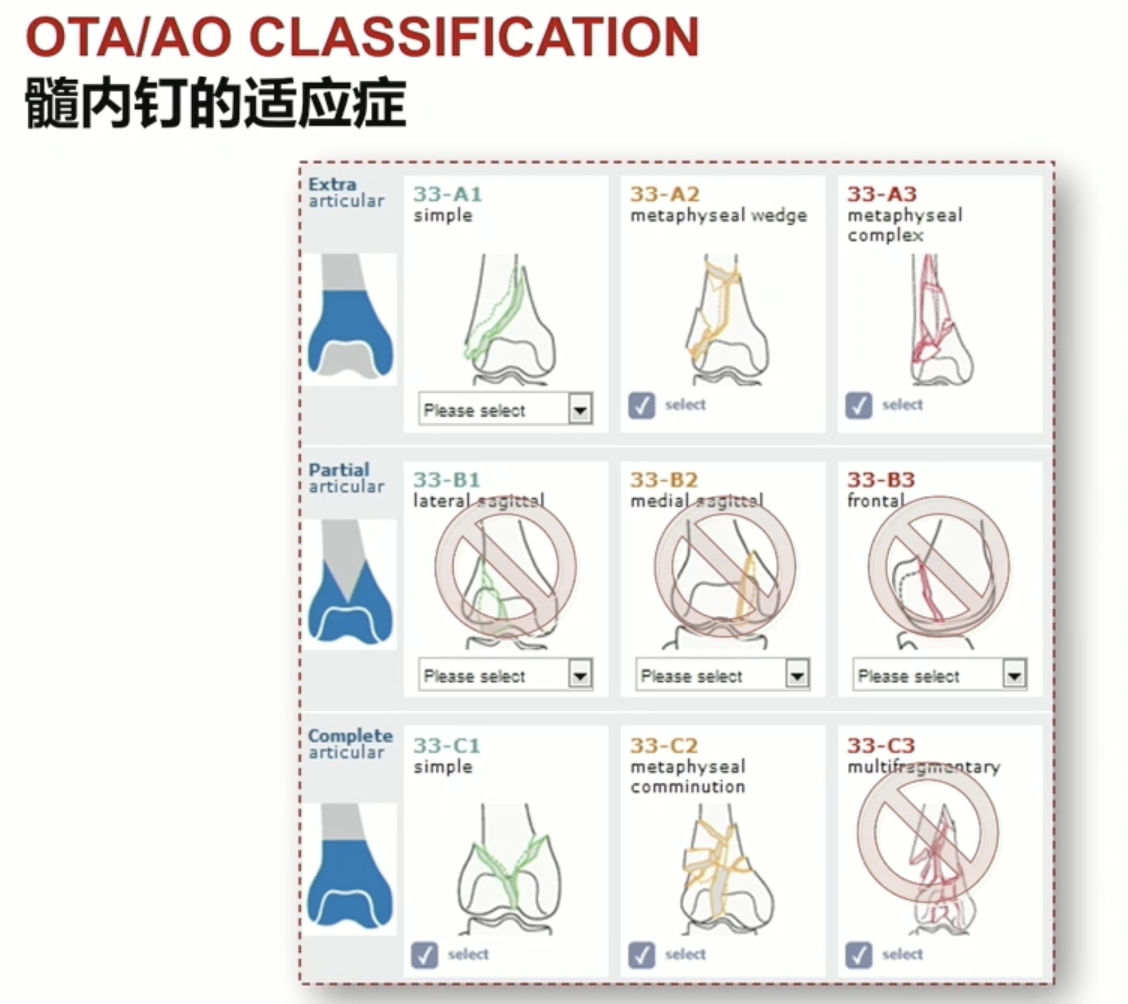 OTA/AO CLASSIFICATION
髓内钉的适应症
Extra
articular
33-A1
simple
Please select
33-A2
metaphyseal wedge
select
33-A3
metaphyseal
complex
select
Partial
articular
33-B1
lateral sagittal
Please select
33-B2
medial sagittal
Please select
33-B3
frontal
Please select
Complete
articular
33-C1
simple
select
33-C2
metaphyseal
comminution
select
33-C3
multifragmentary
select